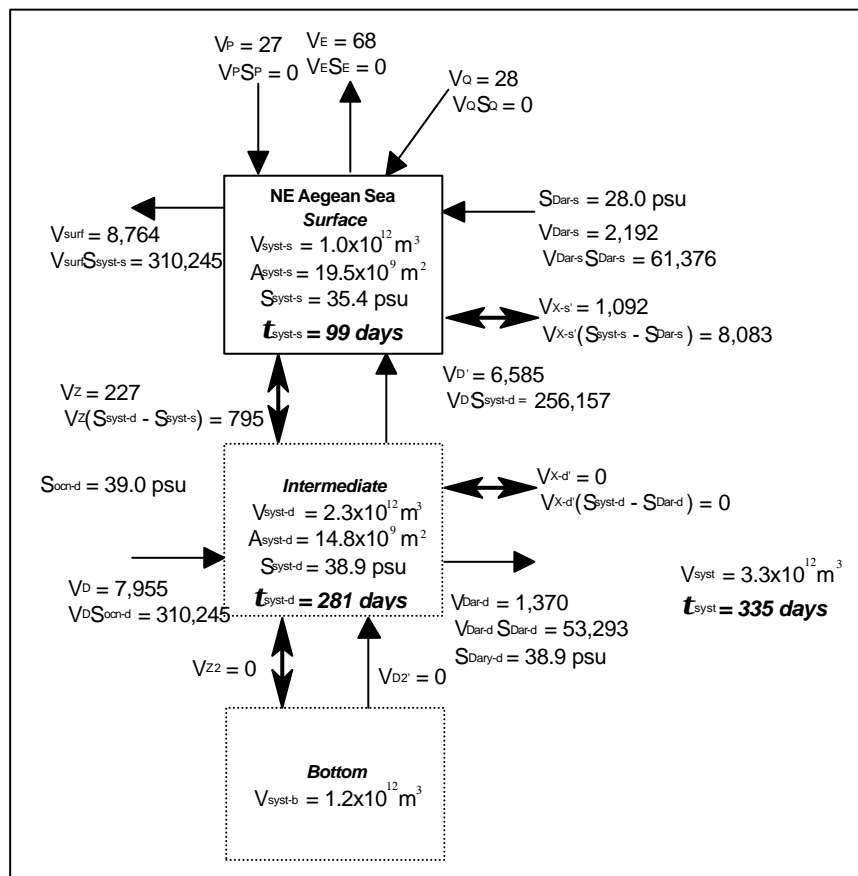 VP = 27
VPSP = 0
VE = 68
VESE = 0
VQ = 28
VQSQ = 0
NE Aegean Sea
Surface
Vsyst-s = 1.0x10^12 m^3
Asyst-s = 19.5x10^9 m^2
Ssyst-s = 35.4 psu
tsyst-s = 99 days
Vsurf = 8,764
VsurfSsyst-s = 310,245
SDar-s = 28.0 psu
VDar-s = 2,192
VDar-s SDar-s = 61,376
VX-s' = 1,092
VX-s'(Ssyst-s - SDar-s) = 8,083
VD' = 6,585
VD Ssyst-d = 256,157
VZ = 227
VZ(Ssyst-d - Ssyst-s) = 795
Socn-d = 39.0 psu
Intermediate
Vsyst-d = 2.3x10^12 m^3
Asyst-d = 14.8x10^9 m^2
Ssyst-d = 38.9 psu
tsyst-d = 281 days
VX-d' = 0
VX-d'(Ssyst-d - SDar-d) = 0
VD = 7,955
VDSocn-d = 310,245
VDar-d = 1,370
VDar-d SDar-d = 53,293
SDary-d = 38.9 psu
Vsyst = 3.3x10^12 m^3
tsyst = 335 days
VZ2 = 0
VD2' = 0
Bottom
Vsyst-b = 1.2x10^12 m^3